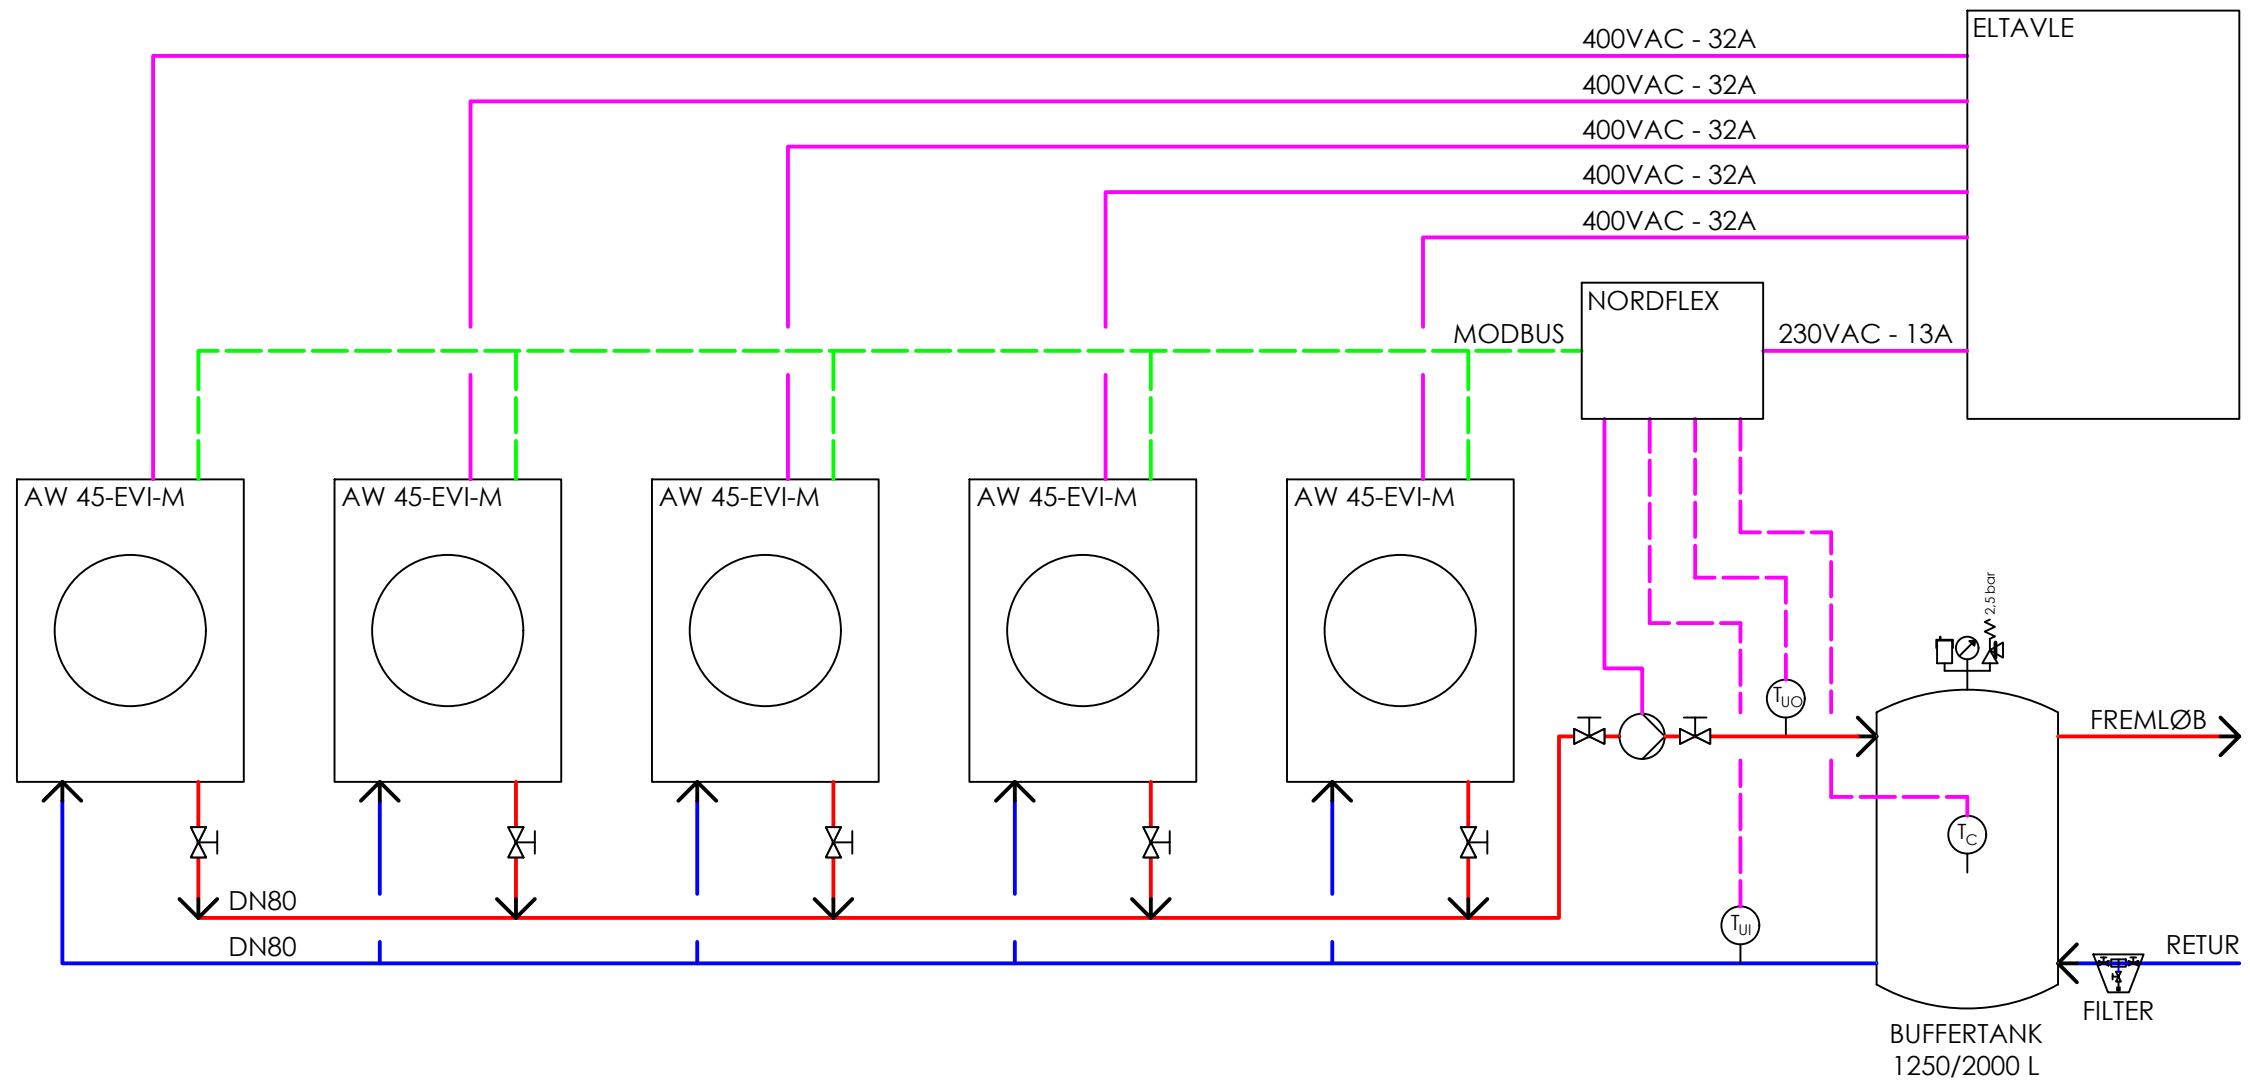 ELTAVLE
400VAC - 32A
400VAC - 32A
400VAC - 32A
400VAC - 32A
400VAC - 32A
NORDFLEX
MODBUS
230VAC - 13A
AW 45-EVI-M
AW 45-EVI-M
AW 45-EVI-M
AW 45-EVI-M
AW 45-EVI-M
2,5 bar
TUO
FREMLØB
TC
DN80
TUI
DN80
RETUR
FILTER
BUFFERTANK
1250/2000 L